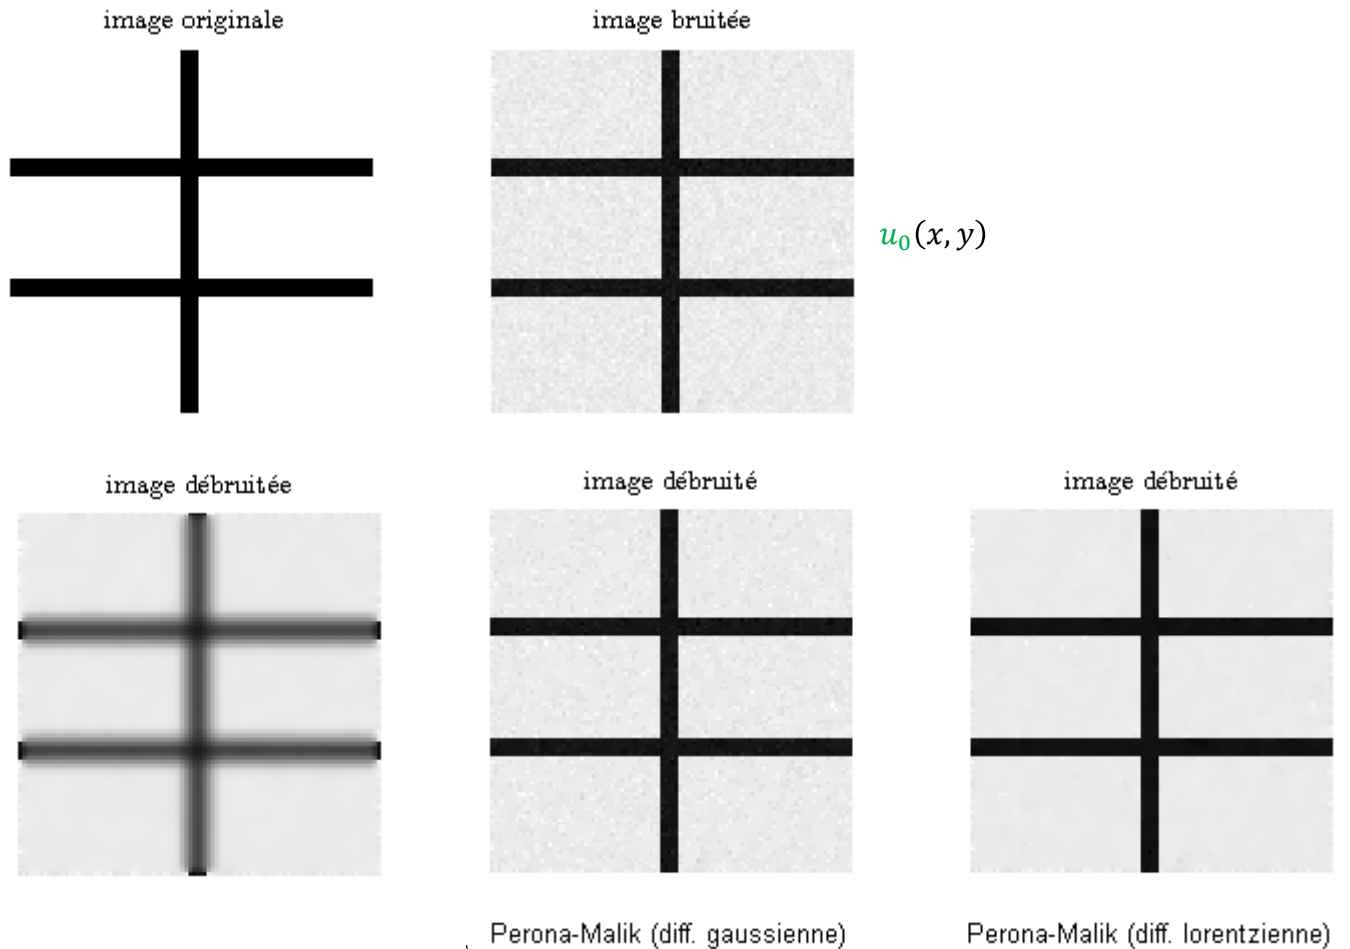 image originale
image bruitée
u₀(x, y)
image débruitée
image débruité
image débruité
Perona-Malik (diff. gaussienne)
Perona-Malik (diff. lorentzienne)